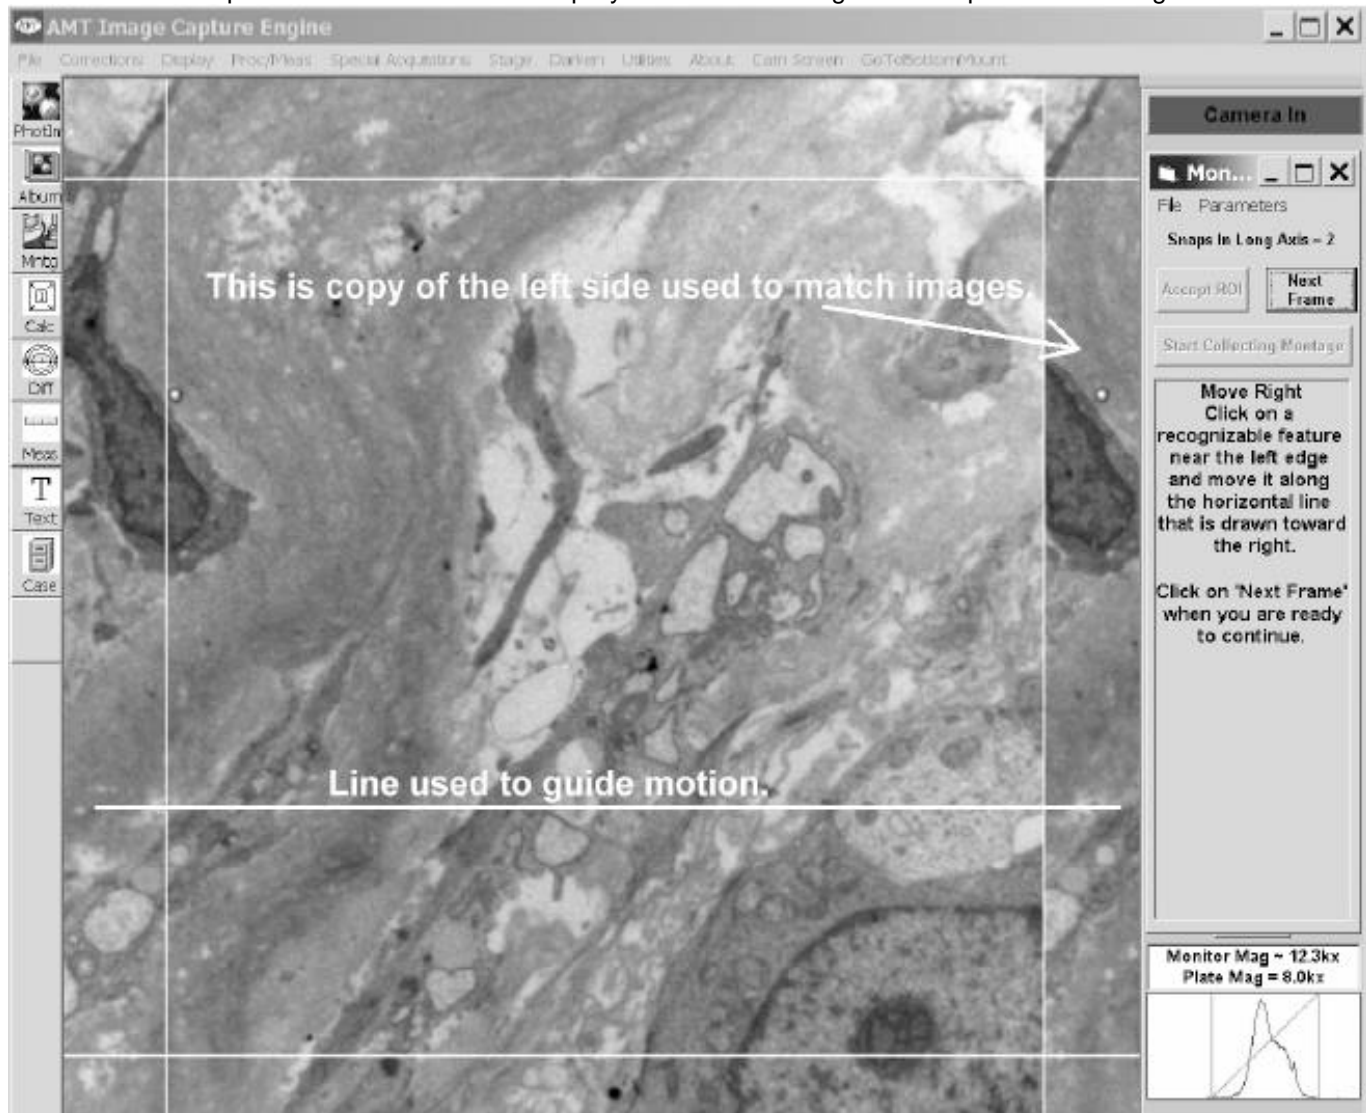 AMT Image Capture Engine
File Corrections Display Proc/Meas Special Acquisitions Stage Darken Utilities About Cam Screen GoToBottomMount
PhotIn
Album
Mntg
Calc
Diff
Meas
T
Text
Case
This is copy of the left side used to match images.
Line used to guide motion.
Camera In
Mon...
File Parameters
Snaps In Long Axis = 2
Accept ROI
Next
Frame
Start Collecting Montage
Move Right
Click on a
recognizable feature
near the left edge
and move it along
the horizontal line
that is drawn toward
the right.
Click on 'Next Frame'
when you are ready
to continue.
Monitor Mag ~ 12.3kx
Plate Mag = 8.0kx